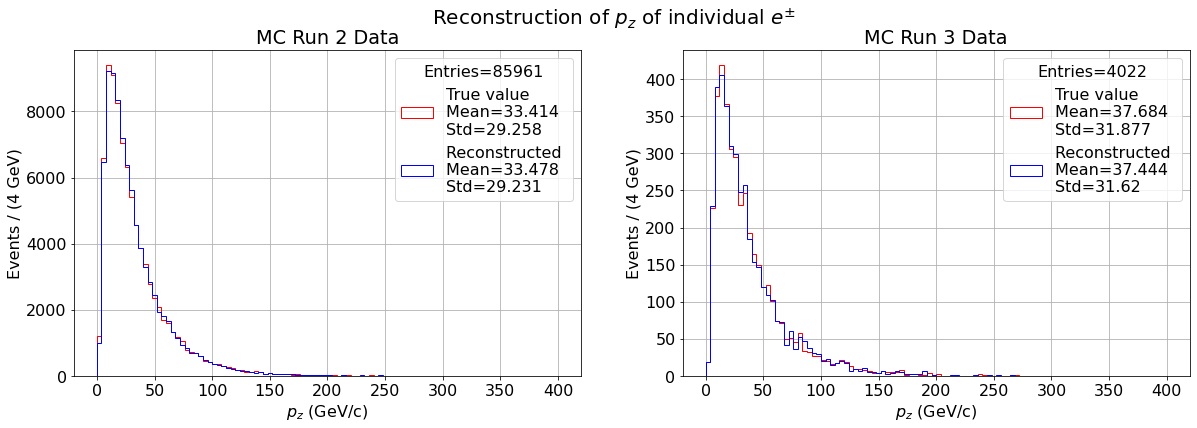 Reconstruction of p_z of individual e^±
MC Run 2 Data
Events / (4 GeV)
8000
6000
4000
2000
0
Entries=85961
True value
Mean=33.414
Std=29.258
Reconstructed
Mean=33.478
Std=29.231
0 50 100 150 200 250 300 350 400
p_z (GeV/c)
MC Run 3 Data
Events / (4 GeV)
400
350
300
250
200
150
100
50
0
Entries=4022
True value
Mean=37.684
Std=31.877
Reconstructed
Mean=37.444
Std=31.62
0 50 100 150 200 250 300 350 400
p_z (GeV/c)